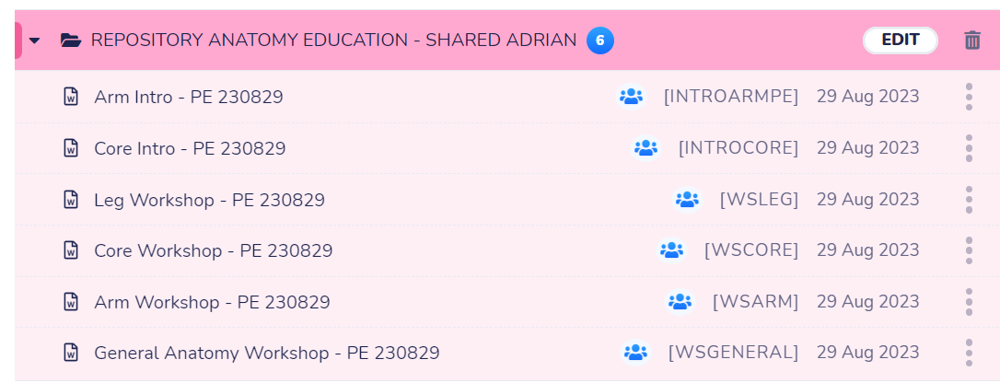 REPOSITORY ANATOMY EDUCATION - SHARED ADRIAN 6 EDIT
Arm Intro - PE 230829 [INTROARMPE] 29 Aug 2023
Core Intro - PE 230829 [INTROCORE] 29 Aug 2023
Leg Workshop - PE 230829 [WSLEG] 29 Aug 2023
Core Workshop - PE 230829 [WSCORE] 29 Aug 2023
Arm Workshop - PE 230829 [WSARM] 29 Aug 2023
General Anatomy Workshop - PE 230829 [WSGENERAL] 29 Aug 2023